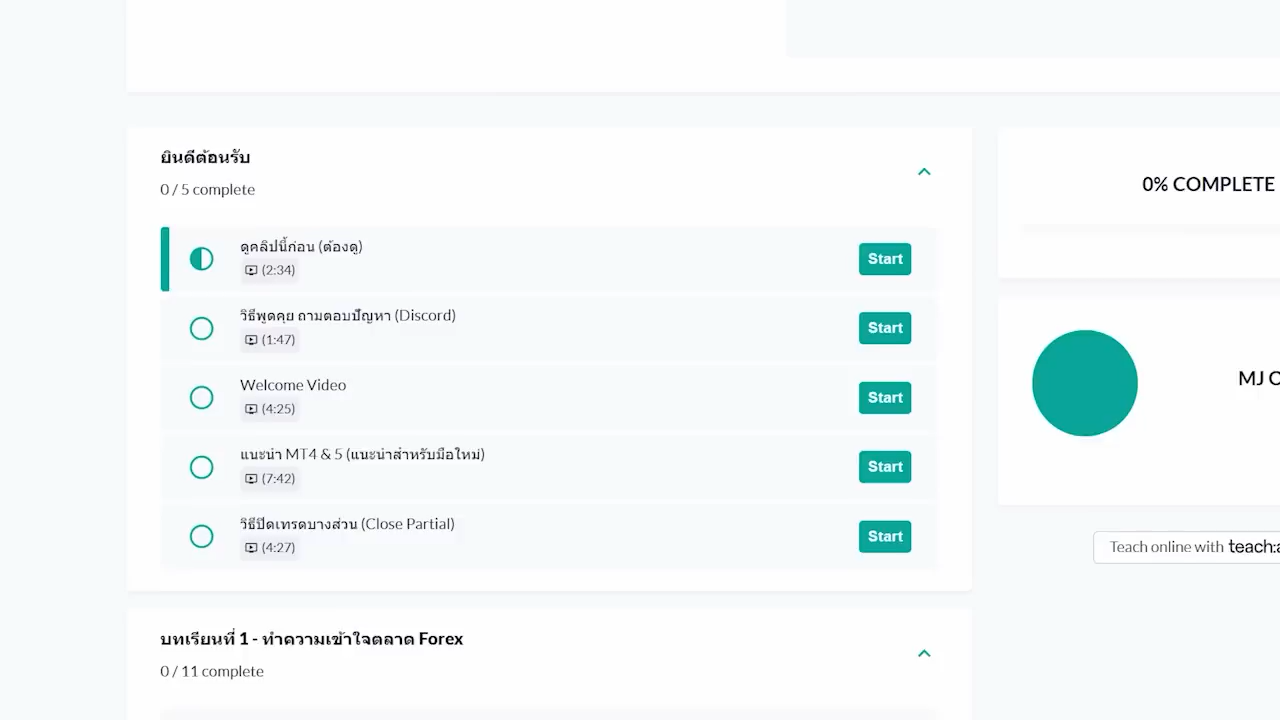 ยินดีต้อนรับ
0 / 5 complete
ดูคลิปนี้ก่อน (ต้องดู)
(2:34)
Start
วิธีพูดคุย ถามตอบปัญหา (Discord)
(1:47)
Start
Welcome Video
(4:25)
Start
แนะนำ MT4 & 5 (แนะนำสำหรับมือใหม่)
(7:42)
Start
วิธีปิดเทรดบางส่วน (Close Partial)
(4:27)
Start
บทเรียนที่ 1 - ทำความเข้าใจตลาด Forex
0 / 11 complete
0% COMPLETE
MJ
Teach online with